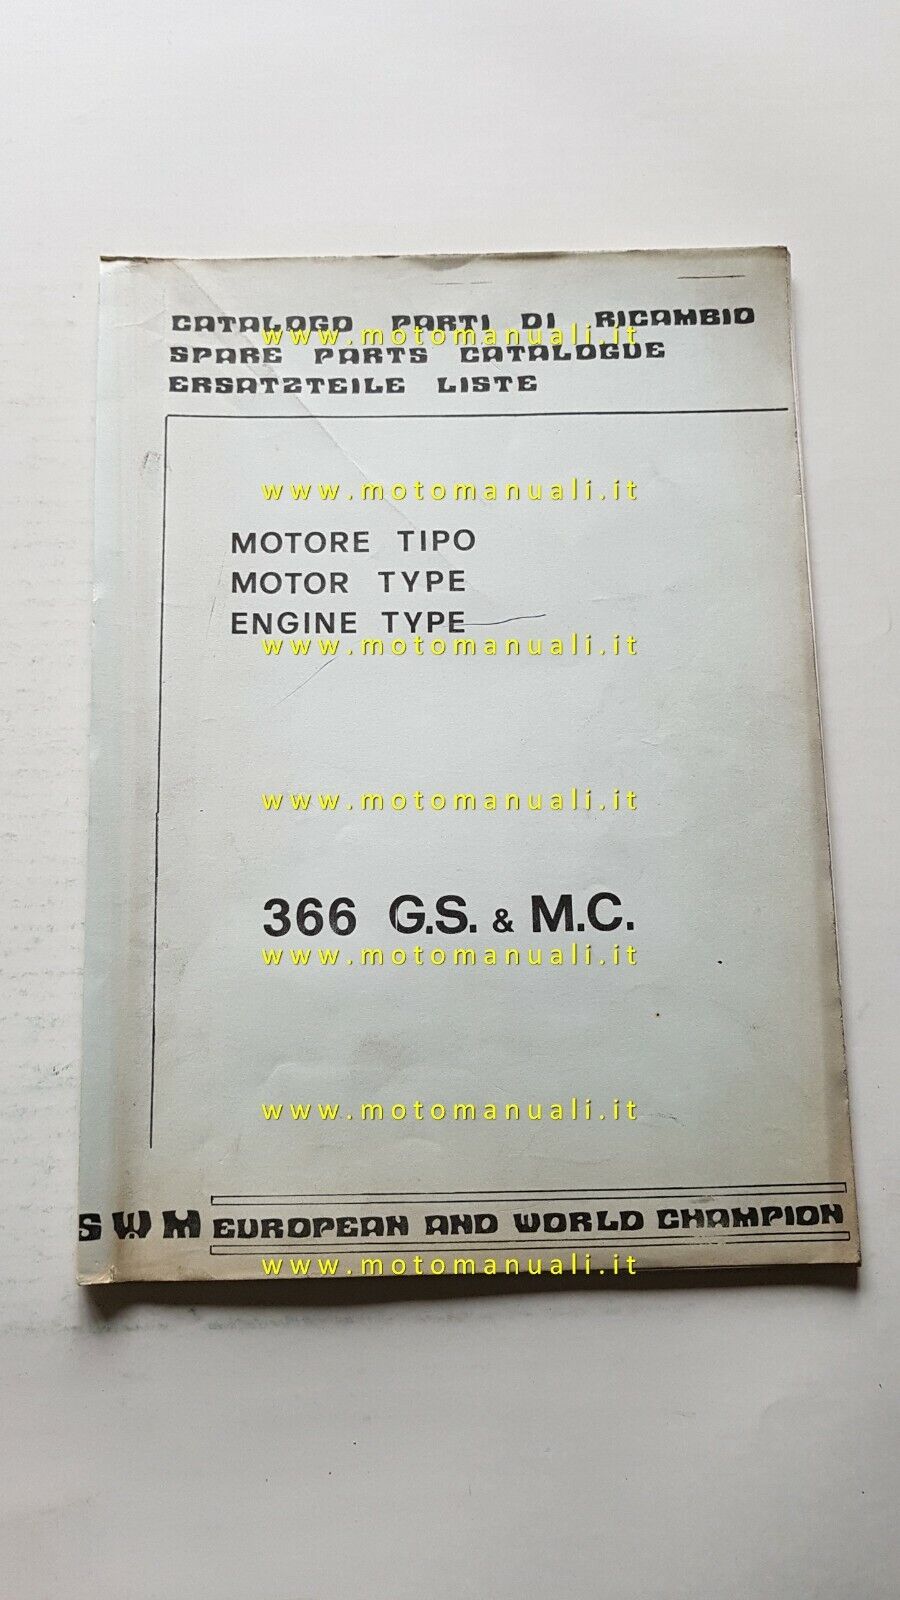 CATALOGO PARTI DI RICAMBIO
www.motomanuali.it
SPARE PARTS CATALOGUE
ERSATZTEILE LISTE
www.motomanuali.it
MOTORE TIPO
MOTOR TYPE
ENGINE TYPE
www.motomanuali.it
www.motomanuali.it
366 G.S. & M.C.
www.motomanuali.it
www.motomanuali.it
SWM EUROPEAN AND WORLD CHAMPION
www.motomanuali.it